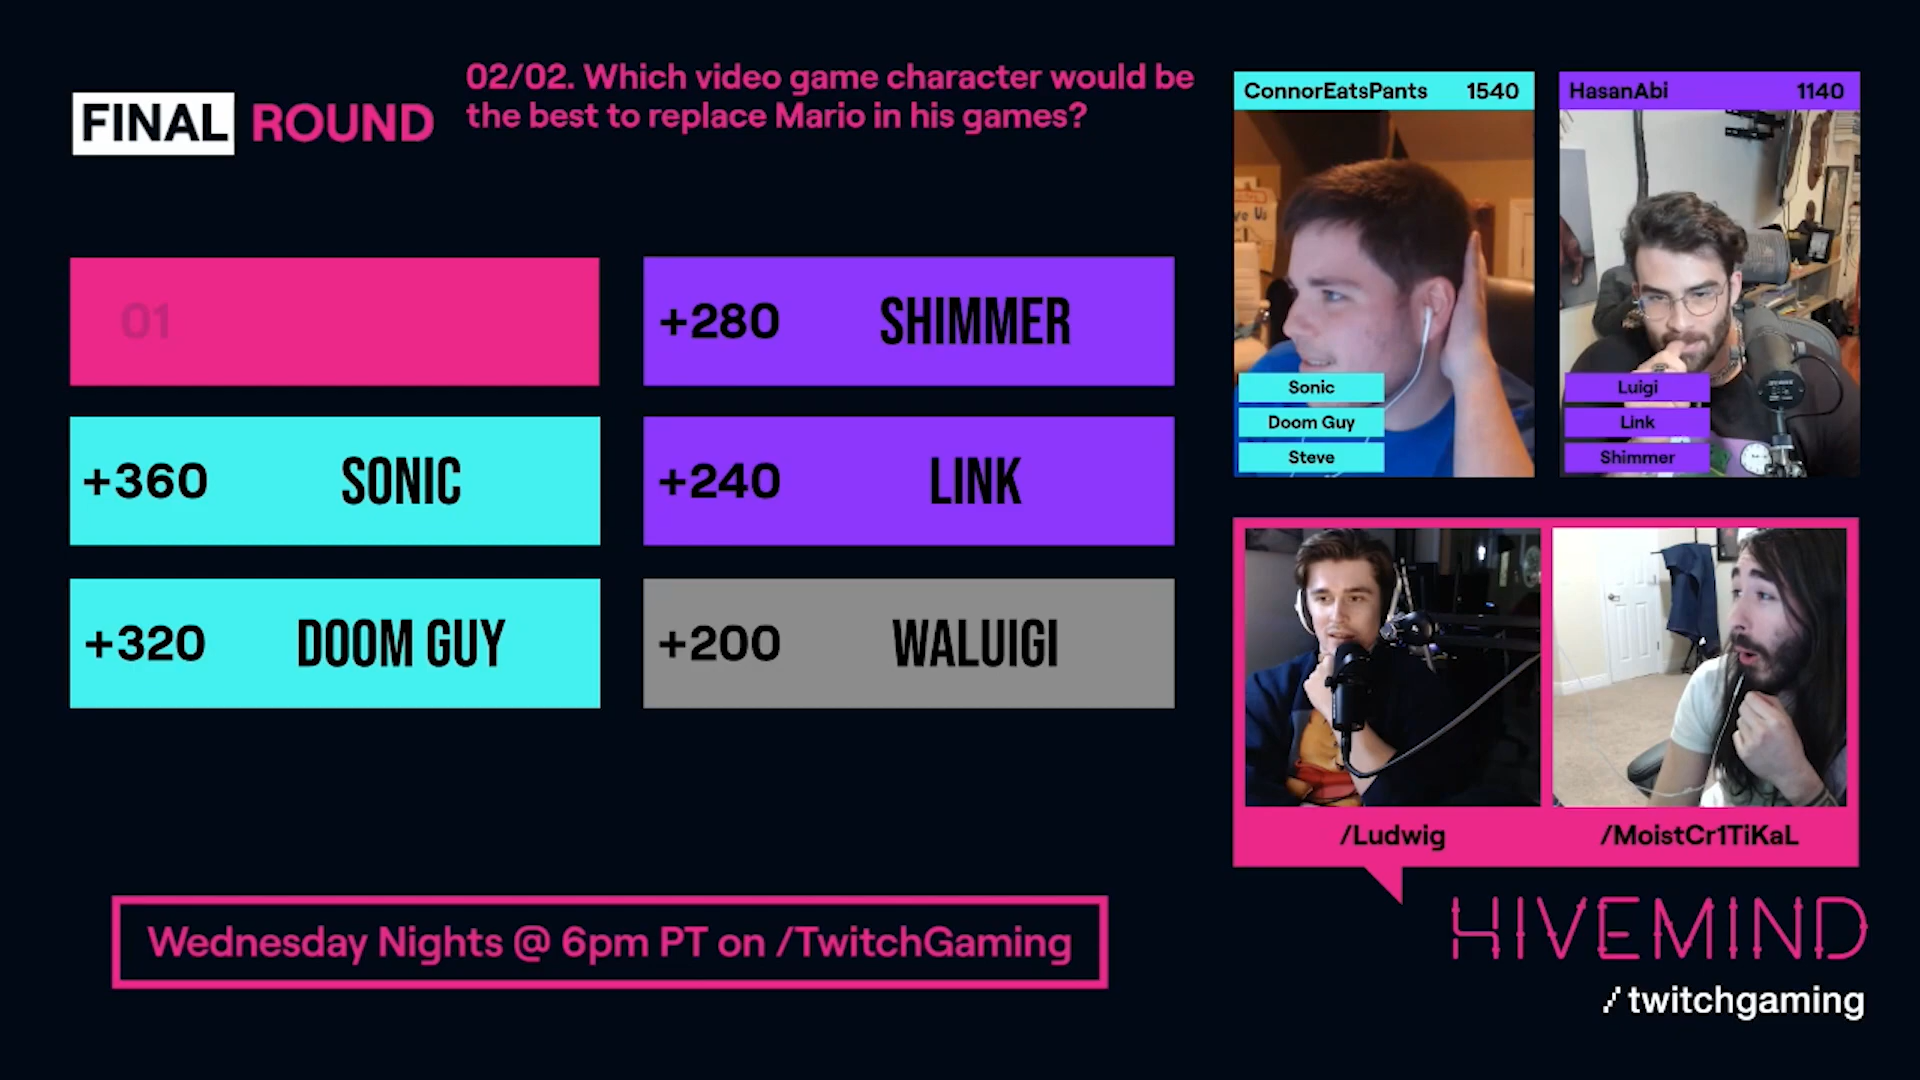 FINAL ROUND
02/02. Which video game character would be
the best to replace Mario in his games?
01
+280 SHIMMER
+360 SONIC
+240 LINK
+320 DOOM GUY
+200 WALUIGI
Wednesday Nights @ 6pm PT on /TwitchGaming
ConnorEatsPants 1540
Sonic
Doom Guy
Steve
HasanAbi 1140
Luigi
Link
Shimmer
/Ludwig
/MoistCr1TiKaL
HIVEMIND
/twitchgaming